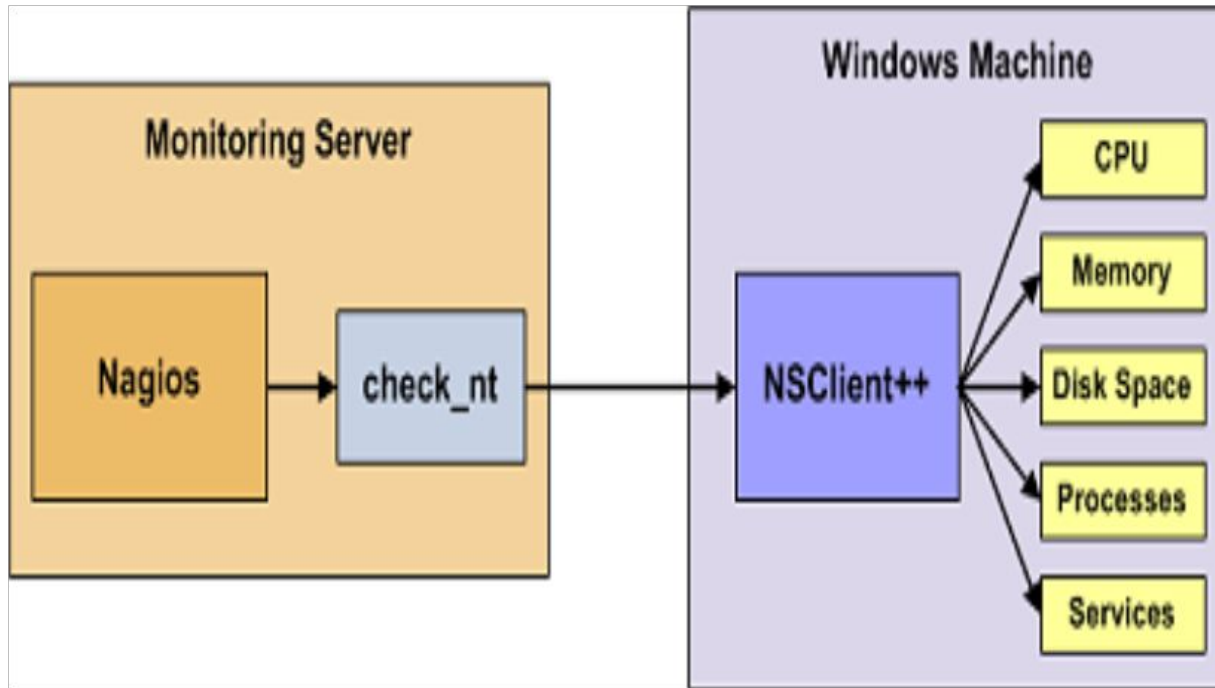 Monitoring Server
Nagios
check_nt
Windows Machine
NSClient++
CPU
Memory
Disk Space
Processes
Services